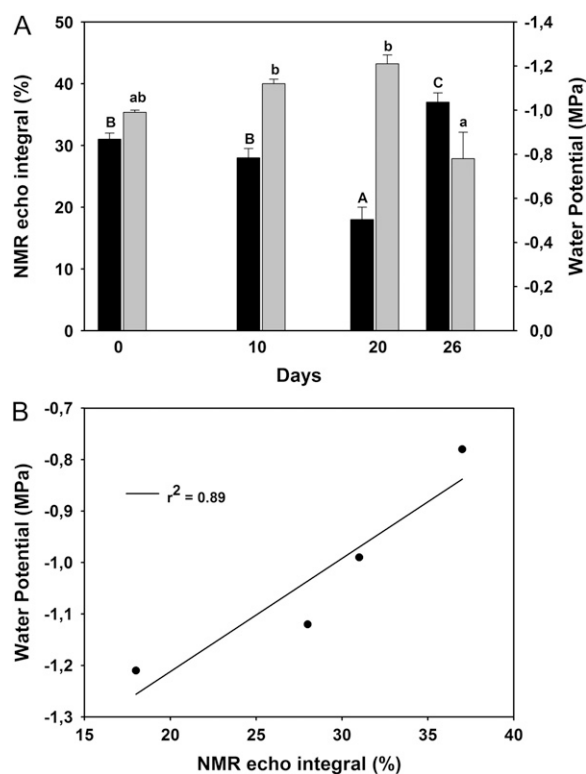 A
NMR echo integral (%)
50
40
30
20
10
0
B
ab
B
b
A
b
C
a
-1,4
-1,2
-1,0
-0,8
-0,6
-0,4
-0,2
0,0
Water Potential (MPa)
0
10
20
26
Days
B
Water Potential (MPa)
-0,7
-0,8
-0,9
-1,0
-1,1
-1,2
-1,3
r² = 0.89
15
20
25
30
35
40
NMR echo integral (%)